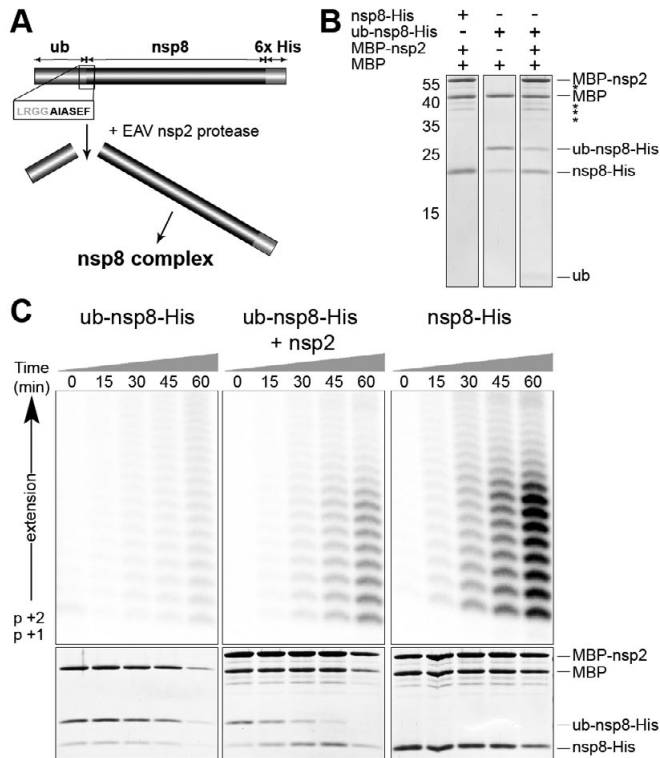 A
ub
nsp8
6x His
LRGGAIASEF
+ EAV nsp2 protease
nsp8 complex
B
nsp8-His + - -
ub-nsp8-His - + +
MBP-nsp2 + - +
MBP + + +
55
40
35
25
15
MBP-nsp2
*
MBP
*
*
*
ub-nsp8-His
nsp8-His
ub
C
ub-nsp8-His
ub-nsp8-His
+ nsp2
nsp8-His
Time
(min)
0 15 30 45 60
0 15 30 45 60
0 15 30 45 60
extension
p +2
p +1
MBP-nsp2
MBP
ub-nsp8-His
nsp8-His